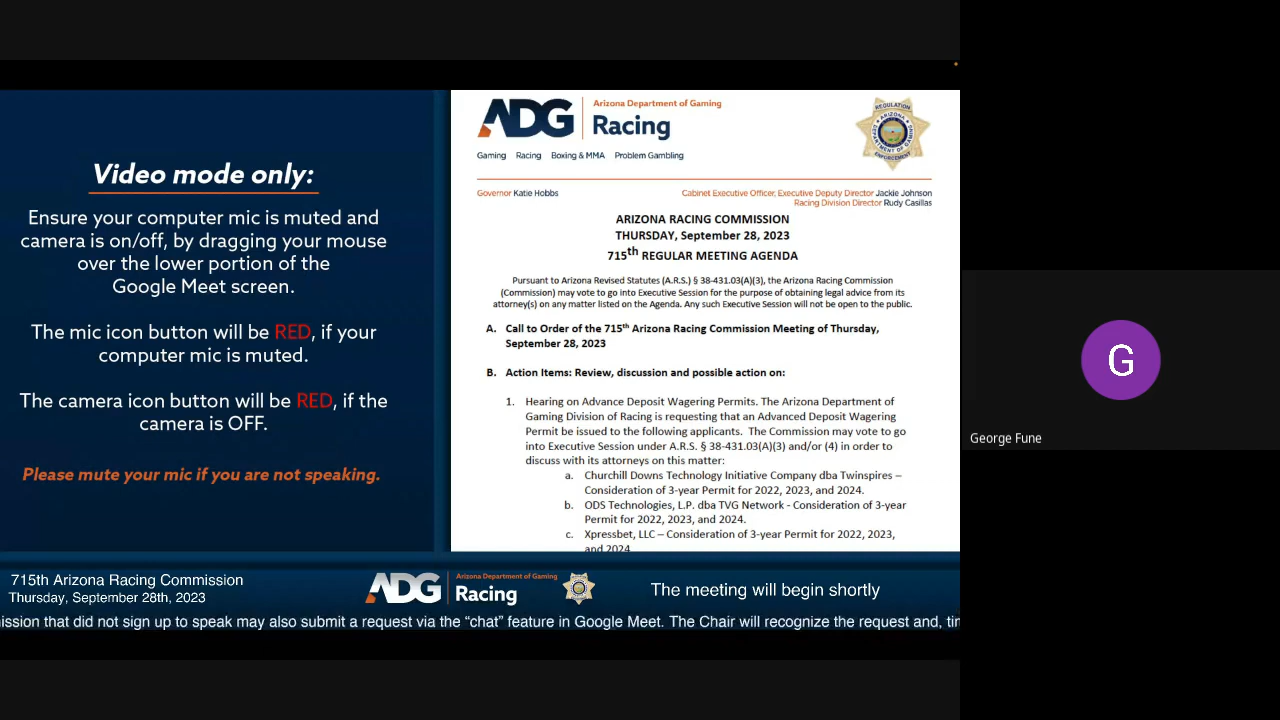 Video mode only:
Ensure your computer mic is muted and
camera is on/off, by dragging your mouse
over the lower portion of the
Google Meet screen.
The mic icon button will be RED, if your
computer mic is muted.
The camera icon button will be RED, if the
camera is OFF.
Please mute your mic if you are not speaking.
ADG
Arizona Department of Gaming
Racing
Gaming Racing Boxing & MMA Problem Gambling
REGULATION
ARIZONA
DEPARTMENT OF GAMING
ENFORCEMENT
Governor Katie Hobbs
Cabinet Executive Officer, Executive Deputy Director Jackie Johnson
Racing Division Director Rudy Casillas
ARIZONA RACING COMMISSION
THURSDAY, September 28, 2023
715th REGULAR MEETING AGENDA
Pursuant to Arizona Revised Statutes (A.R.S.) § 38-431.03(A)(3), the Arizona Racing Commission
(Commission) may vote to go into Executive Session for the purpose of obtaining legal advice from its
attorney(s) on any matter listed on the Agenda. Any such Executive Session will not be open to the public.
A. Call to Order of the 715th Arizona Racing Commission Meeting of Thursday,
September 28, 2023
B. Action Items: Review, discussion and possible action on:
1. Hearing on Advance Deposit Wagering Permits. The Arizona Department of
Gaming Division of Racing is requesting that an Advanced Deposit Wagering
Permit be issued to the following applicants. The Commission may vote to go
into Executive Session under A.R.S. § 38-431.03(A)(3) and/or (4) in order to
discuss with its attorneys on this matter:
a. Churchill Downs Technology Initiative Company dba Twinspires –
Consideration of 3-year Permit for 2022, 2023, and 2024.
b. ODS Technologies, L.P. dba TVG Network - Consideration of 3-year
Permit for 2022, 2023, and 2024.
c. Xpressbet, LLC – Consideration of 3-year Permit for 2022, 2023,
and 2024
G
George Fune
715th Arizona Racing Commission
Thursday, September 28th, 2023
ADG
Arizona Department of Gaming
Racing
The meeting will begin shortly
ission that did not sign up to speak may also submit a request via the “chat” feature in Google Meet. The Chair will recognize the request and, tin